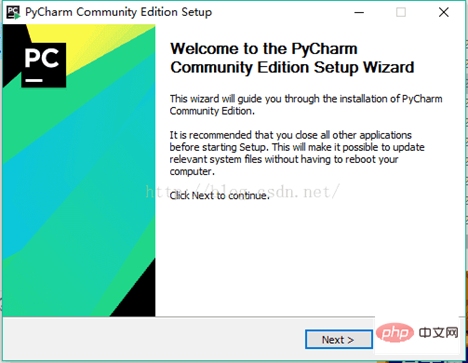 PyCharm Community Edition Setup
PC
Welcome to the PyCharm
Community Edition Setup Wizard
This wizard will guide you through the installation of PyCharm
Community Edition.
It is recommended that you close all other applications
before starting Setup. This will make it possible to update
relevant system files without having to reboot your
computer.
http://blog.csdn.net/
Click Next to continue.
Next >
php 中文网